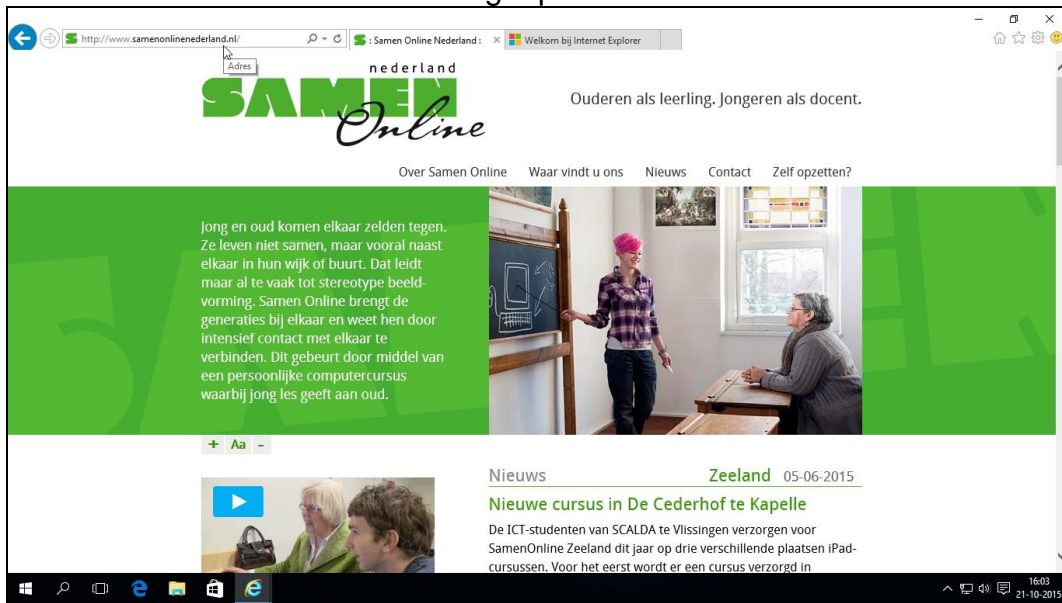 http://www.samenonlinenederland.nl/
: Samen Online Nederland :
Welkom bij Internet Explorer
Adres
nederland
SAMEN
Online
Ouderen als leerling. Jongeren als docent.
Over Samen Online Waar vindt u ons Nieuws Contact Zelf opzetten?
Jong en oud komen elkaar zelden tegen.
Ze leven niet samen, maar vooral naast
elkaar in hun wijk of buurt. Dat leidt
maar al te vaak tot stereotype beeld-
vorming. Samen Online brengt de
generaties bij elkaar en weet hen door
intensief contact met elkaar te
verbinden. Dit gebeurt door middel van
een persoonlijke computercursus
waarbij jong les geeft aan oud.
+ Aa -
Nieuws Zeeland 05-06-2015
Nieuwe cursus in De Cederhof te Kapelle
De ICT-studenten van SCALDA te Vlissingen verzorgen voor
SamenOnline Zeeland dit jaar op drie verschillende plaatsen iPad-
cursussen. Voor het eerst wordt er een cursus verzorgd in
16:03